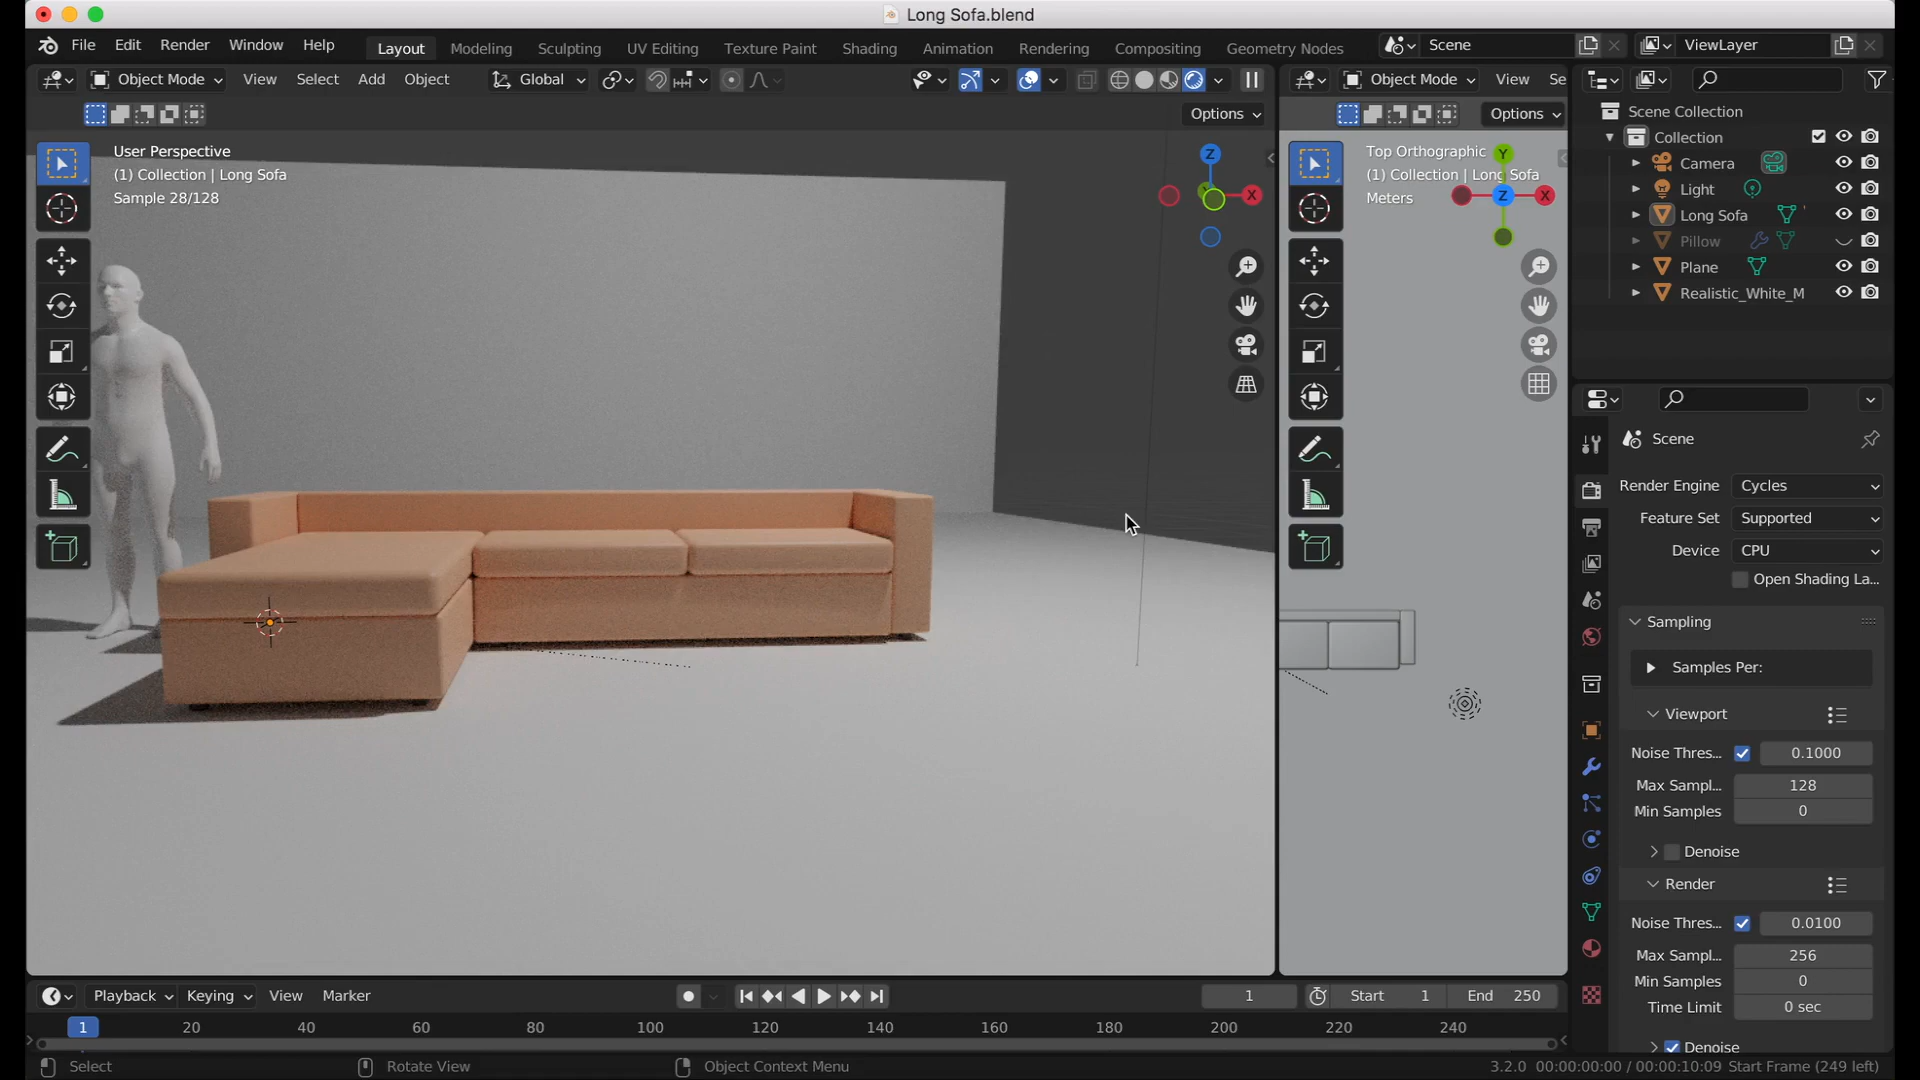 Long Sofa.blend
File Edit Render Window Help Layout Modeling Sculpting UV Editing Texture Paint Shading Animation Rendering Compositing Geometry Nodes Scene ViewLayer
Object Mode View Select Add Object Global Object Mode View Se
Options Options
User Perspective
(1) Collection | Long Sofa
Sample 28/128
Z
X
Top Orthographic
(1) Collection | Long Sofa
Meters
Y
Z
X
Scene Collection
Collection
Camera
Light
Long Sofa
Pillow
Plane
Realistic_White_M
Scene
Render Engine Cycles
Feature Set Supported
Device CPU
Open Shading La...
Sampling
Samples Per:
Viewport
Noise Thres... 0.1000
Max Sampl... 128
Min Samples 0
Denoise
Render
Noise Thres... 0.0100
Max Sampl... 256
Min Samples 0
Time Limit 0 sec
Denoise
Playback Keying View Marker 1 Start 1 End 250
1 20 40 60 80 100 120 140 160 180 200 220 240
Select Rotate View Object Context Menu 3.2.0 00:00:00:00 / 00:00:10:09 Start Frame (249 left)